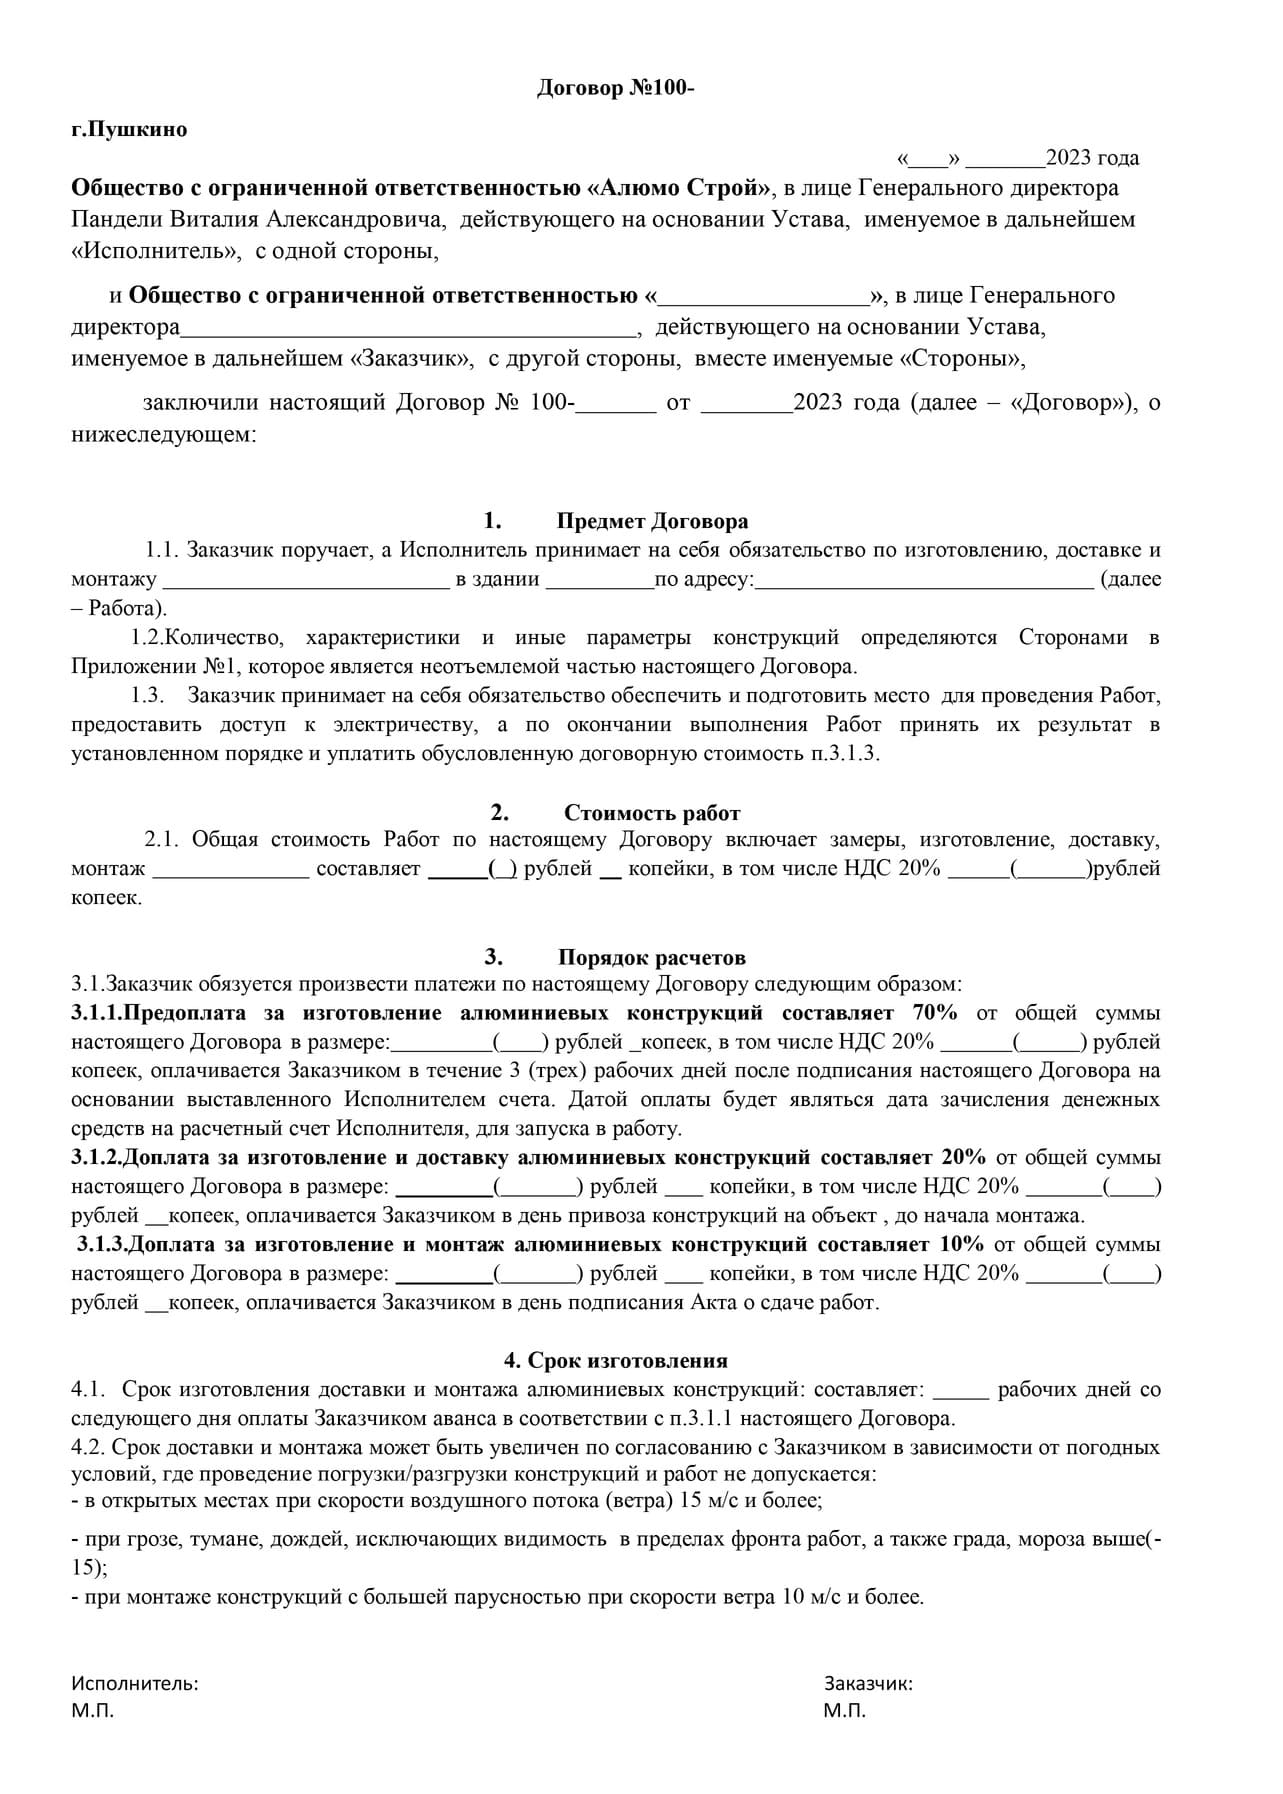 Договор №100-
г.Пушкино
«____» _______2023 года
Общество с ограниченной ответственностью «Алюмо Строй», в лице Генерального директора
Пандели Виталия Александровича, действующего на основании Устава, именуемое в дальнейшем
«Исполнитель», с одной стороны,
и Общество с ограниченной ответственностью «_________________», в лице Генерального
директора____________________________________, действующего на основании Устава,
именуемое в дальнейшем «Заказчик», с другой стороны, вместе именуемые «Стороны»,
заключили настоящий Договор № 100-_______ от ________2023 года (далее – «Договор»), о
нижеследующем:
1. Предмет Договора
1.1. Заказчик поручает, а Исполнитель принимает на себя обязательство по изготовлению, доставке и
монтажу __________________________ в здании __________по адресу:_______________________________ (далее
– Работа).
1.2.Количество, характеристики и иные параметры конструкций определяются Сторонами в
Приложении №1, которое является неотъемлемой частью настоящего Договора.
1.3. Заказчик принимает на себя обязательство обеспечить и подготовить место для проведения Работ,
предоставить доступ к электричеству, а по окончании выполнения Работ принять их результат в
установленном порядке и уплатить обусловленную договорную стоимость п.3.1.3.
2. Стоимость работ
2.1. Общая стоимость Работ по настоящему Договору включает замеры, изготовление, доставку,
монтаж ______________ составляет _____(_) рублей __ копейки, в том числе НДС 20% _____(______)рублей
копеек.
3. Порядок расчетов
3.1.Заказчик обязуется произвести платежи по настоящему Договору следующим образом:
3.1.1.Предоплата за изготовление алюминиевых конструкций составляет 70% от общей суммы
настоящего Договора в размере:_________(____) рублей _копеек, в том числе НДС 20% ______(_____) рублей
копеек, оплачивается Заказчиком в течение 3 (трех) рабочих дней после подписания настоящего Договора на
основании выставленного Исполнителем счета. Датой оплаты будет являться дата зачисления денежных
средств на расчетный счет Исполнителя, для запуска в работу.
3.1.2.Доплата за изготовление и доставку алюминиевых конструкций составляет 20% от общей суммы
настоящего Договора в размере: ________(_______) рублей ___ копейки, в том числе НДС 20% _______(____)
рублей __копеек, оплачивается Заказчиком в день привоза конструкций на объект , до начала монтажа.
3.1.3.Доплата за изготовление и монтаж алюминиевых конструкций составляет 10% от общей суммы
настоящего Договора в размере: ________(_______) рублей ___ копейки, в том числе НДС 20% _______(____)
рублей __копеек, оплачивается Заказчиком в день подписания Акта о сдаче работ.
4. Срок изготовления
4.1. Срок изготовления доставки и монтажа алюминиевых конструкций: составляет: _____ рабочих дней со
следующего дня оплаты Заказчиком аванса в соответствии с п.3.1.1 настоящего Договора.
4.2. Срок доставки и монтажа может быть увеличен по согласованию с Заказчиком в зависимости от погодных
условий, где проведение погрузки/разгрузки конструкций и работ не допускается:
- в открытых местах при скорости воздушного потока (ветра) 15 м/с и более;
- при грозе, тумане, дождей, исключающих видимость в пределах фронта работ, а также града, мороза выше(-
15);
- при монтаже конструкций с большей парусностью при скорости ветра 10 м/с и более.
Исполнитель: Заказчик:
М.П. М.П.